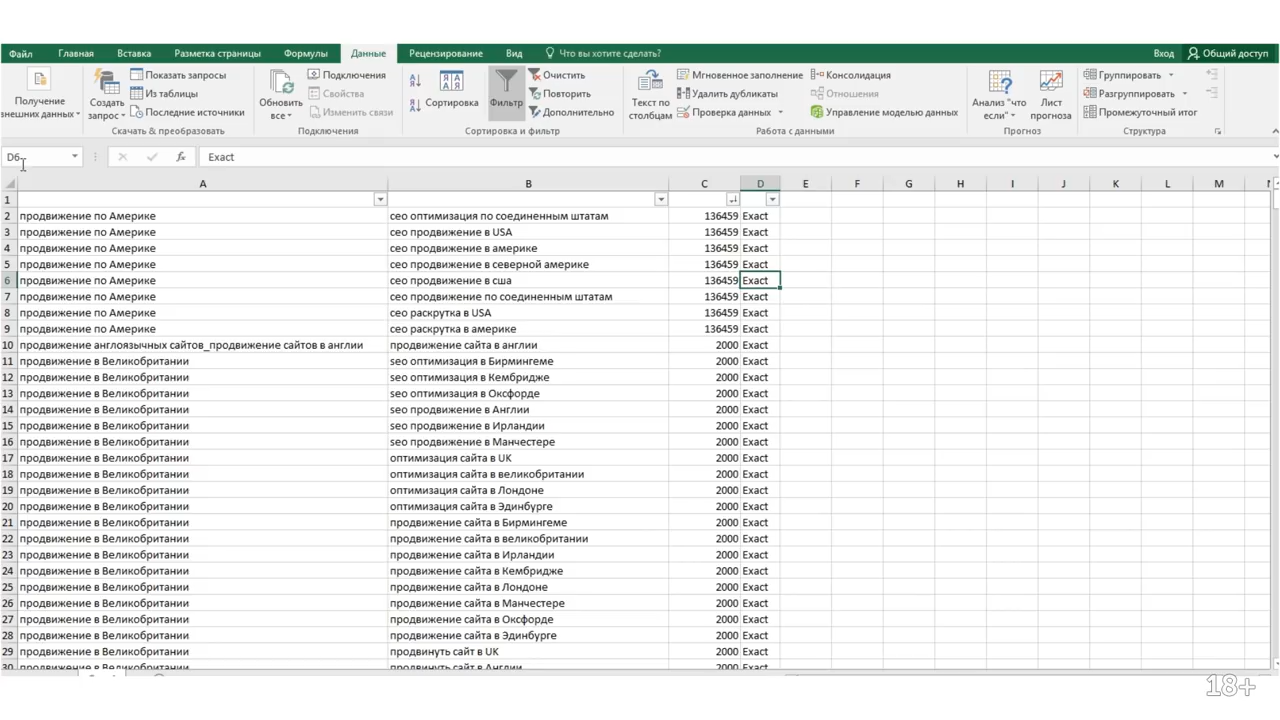 Файл Главная Вставка Разметка страницы Формулы Данные Рецензирование Вид Что вы хотите сделать? Вход Общий доступ
Получение внешних данных
Создать запрос
Показать запросы
Из таблицы
Последние источники
Скачать & преобразовать
Обновить все
Подключения
Свойства
Изменить связи
Подключения
Сортировка
Фильтр
Очистить
Повторить
Дополнительно
Сортировка и фильтр
Текст по столбцам
Мгновенное заполнение
Удалить дубликаты
Проверка данных
Консолидация
Отношения
Управление моделью данных
Работа с данными
Анализ "что если"
Лист прогноза
Прогноз
Группировать
Разгруппировать
Промежуточный итог
Структура
D6 fx Exact
A B C D E F G H I J K L M
1
2 продвижение по Америке сео оптимизация по соединенным штатам 136459 Exact
3 продвижение по Америке сео продвижение в USA 136459 Exact
4 продвижение по Америке сео продвижение в америке 136459 Exact
5 продвижение по Америке сео продвижение в северной америке 136459 Exact
6 продвижение по Америке сео продвижение в сша 136459 Exact
7 продвижение по Америке сео продвижение по соединенным штатам 136459 Exact
8 продвижение по Америке сео раскрутка в USA 136459 Exact
9 продвижение по Америке сео раскрутка в америке 136459 Exact
10 продвижение англоязычных сайтов_продвижение сайтов в англии продвижение сайта в англии 2000 Exact
11 продвижение в Великобритании seo оптимизация в Бирмингеме 2000 Exact
12 продвижение в Великобритании seo оптимизация в Кембридже 2000 Exact
13 продвижение в Великобритании seo оптимизация в Оксфорде 2000 Exact
14 продвижение в Великобритании seo продвижение в Англии 2000 Exact
15 продвижение в Великобритании seo продвижение в Ирландии 2000 Exact
16 продвижение в Великобритании seo продвижение в Манчестере 2000 Exact
17 продвижение в Великобритании оптимизация сайта в UK 2000 Exact
18 продвижение в Великобритании оптимизация сайта в великобритании 2000 Exact
19 продвижение в Великобритании оптимизация сайта в Лондоне 2000 Exact
20 продвижение в Великобритании оптимизация сайта в Эдинбурге 2000 Exact
21 продвижение в Великобритании продвижение сайта в Бирмингеме 2000 Exact
22 продвижение в Великобритании продвижение сайта в великобритании 2000 Exact
23 продвижение в Великобритании продвижение сайта в Ирландии 2000 Exact
24 продвижение в Великобритании продвижение сайта в Кембридже 2000 Exact
25 продвижение в Великобритании продвижение сайта в Лондоне 2000 Exact
26 продвижение в Великобритании продвижение сайта в Манчестере 2000 Exact
27 продвижение в Великобритании продвижение сайта в Оксфорде 2000 Exact
28 продвижение в Великобритании продвижение сайта в Эдинбурге 2000 Exact
29 продвижение в Великобритании продвинуть сайт в UK 2000 Exact
30 продвижение в Великобритании продвинуть сайт в Англии 2000 Exact
18+